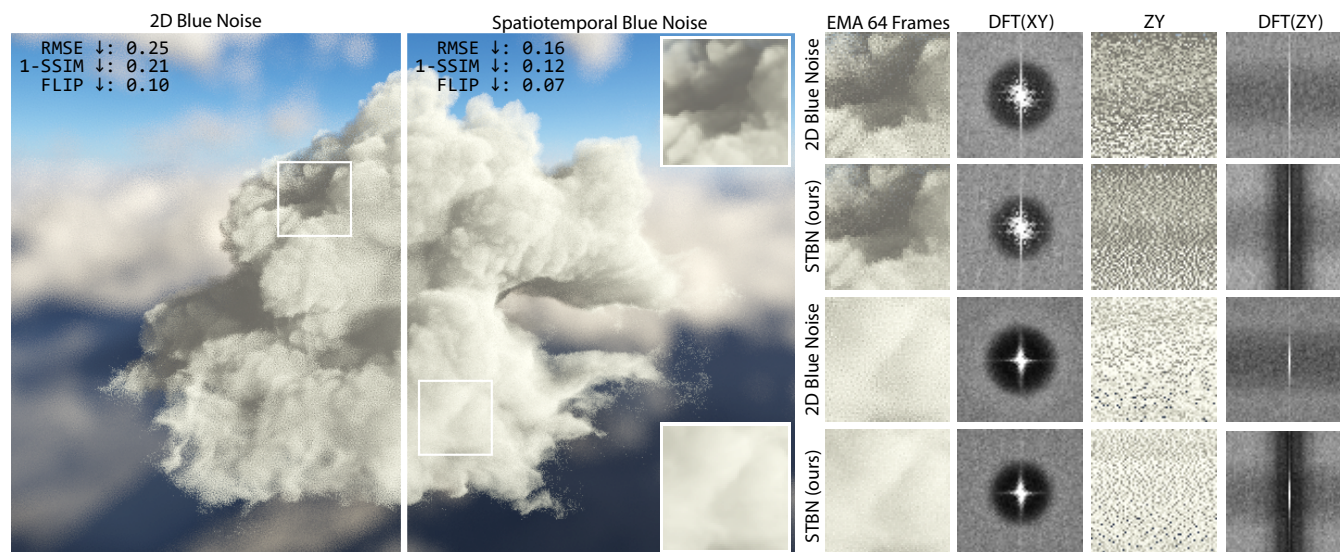 2D Blue Noise
RMSE ↓: 0.25
1-SSIM ↓: 0.21
FLIP ↓: 0.10
Spatiotemporal Blue Noise
RMSE ↓: 0.16
1-SSIM ↓: 0.12
FLIP ↓: 0.07
EMA 64 Frames
DFT(XY)
ZY
DFT(ZY)
2D Blue Noise
STBN (ours)
2D Blue Noise
STBN (ours)